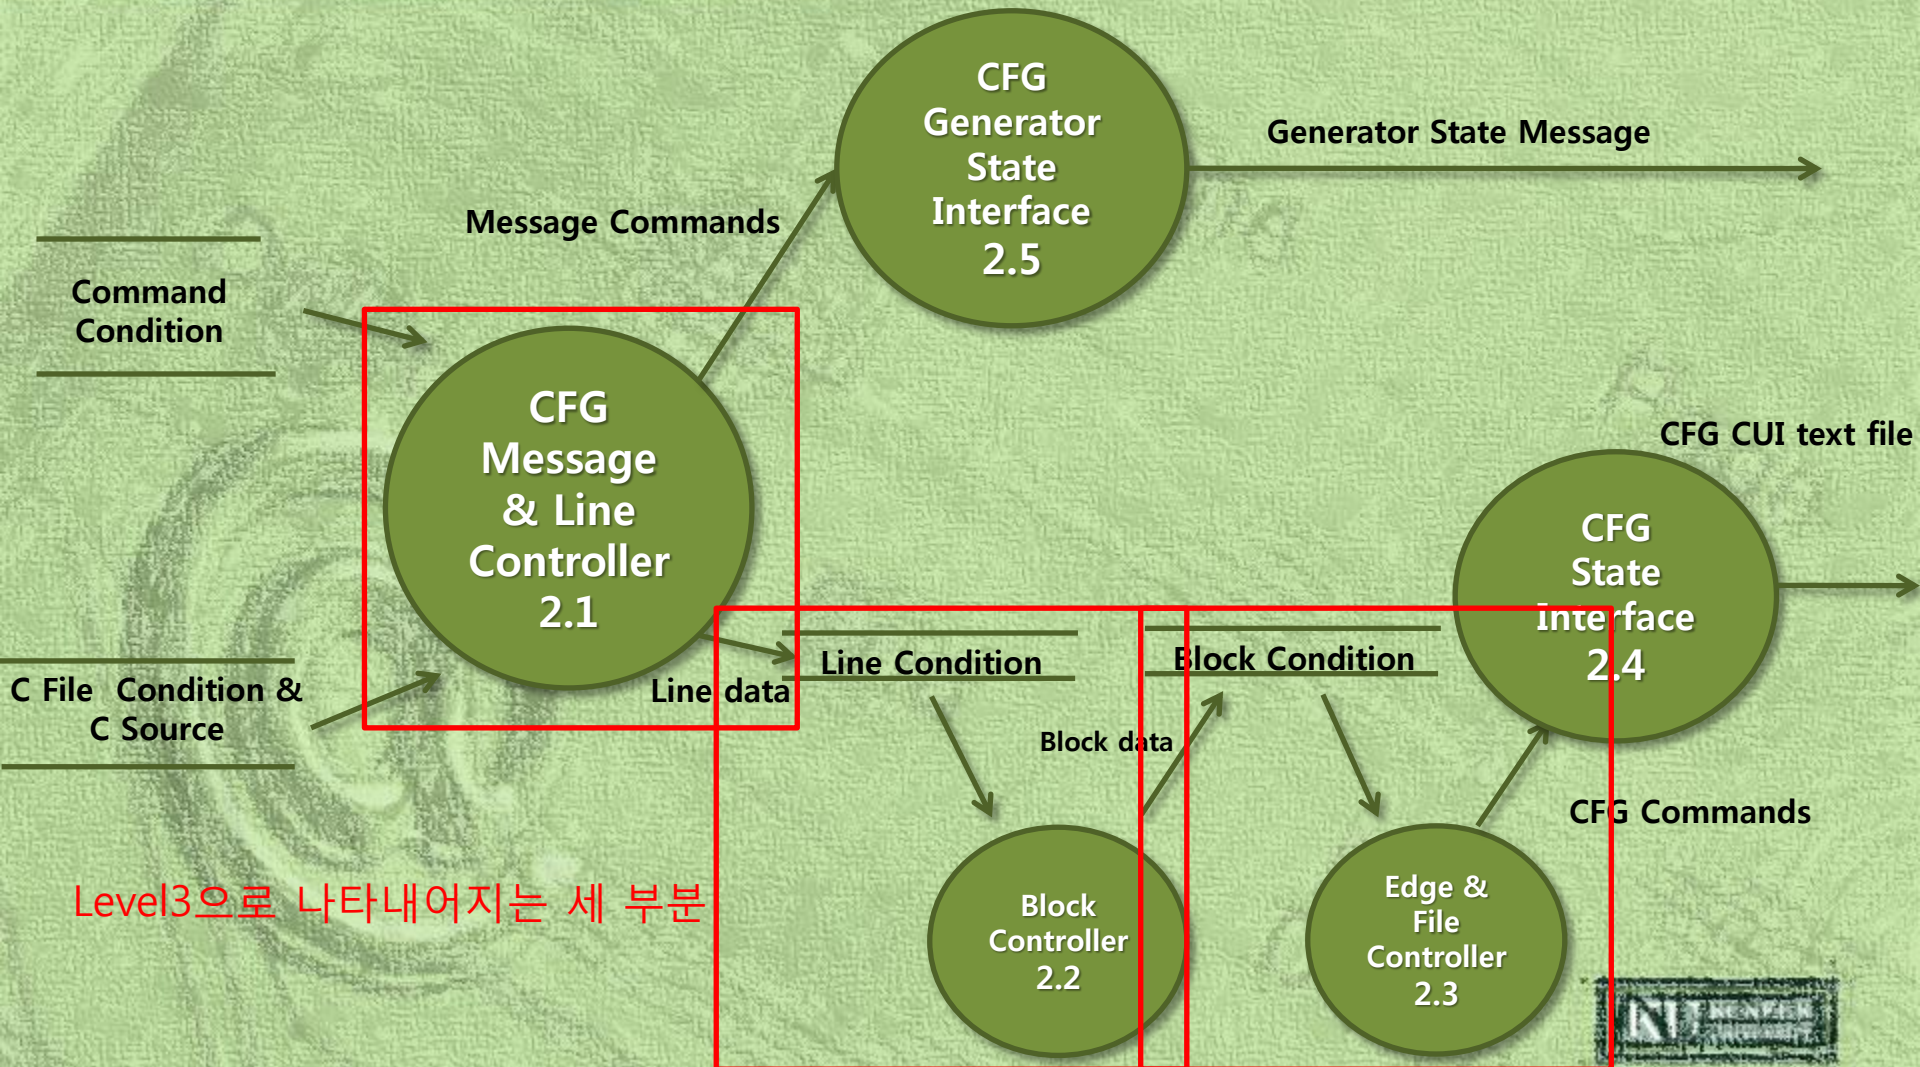 CFG
Generator
State
Interface
2.5
Generator State Message
Message Commands
Command
Condition
CFG
Message
& Line
Controller
2.1
CFG CUI text file
CFG
State
Interface
2.4
C File Condition &
C Source
Line data
Line Condition
Block Condition
Block data
CFG Commands
Level3으로 나타내어지는 세 부분
Block
Controller
2.2
Edge &
File
Controller
2.3